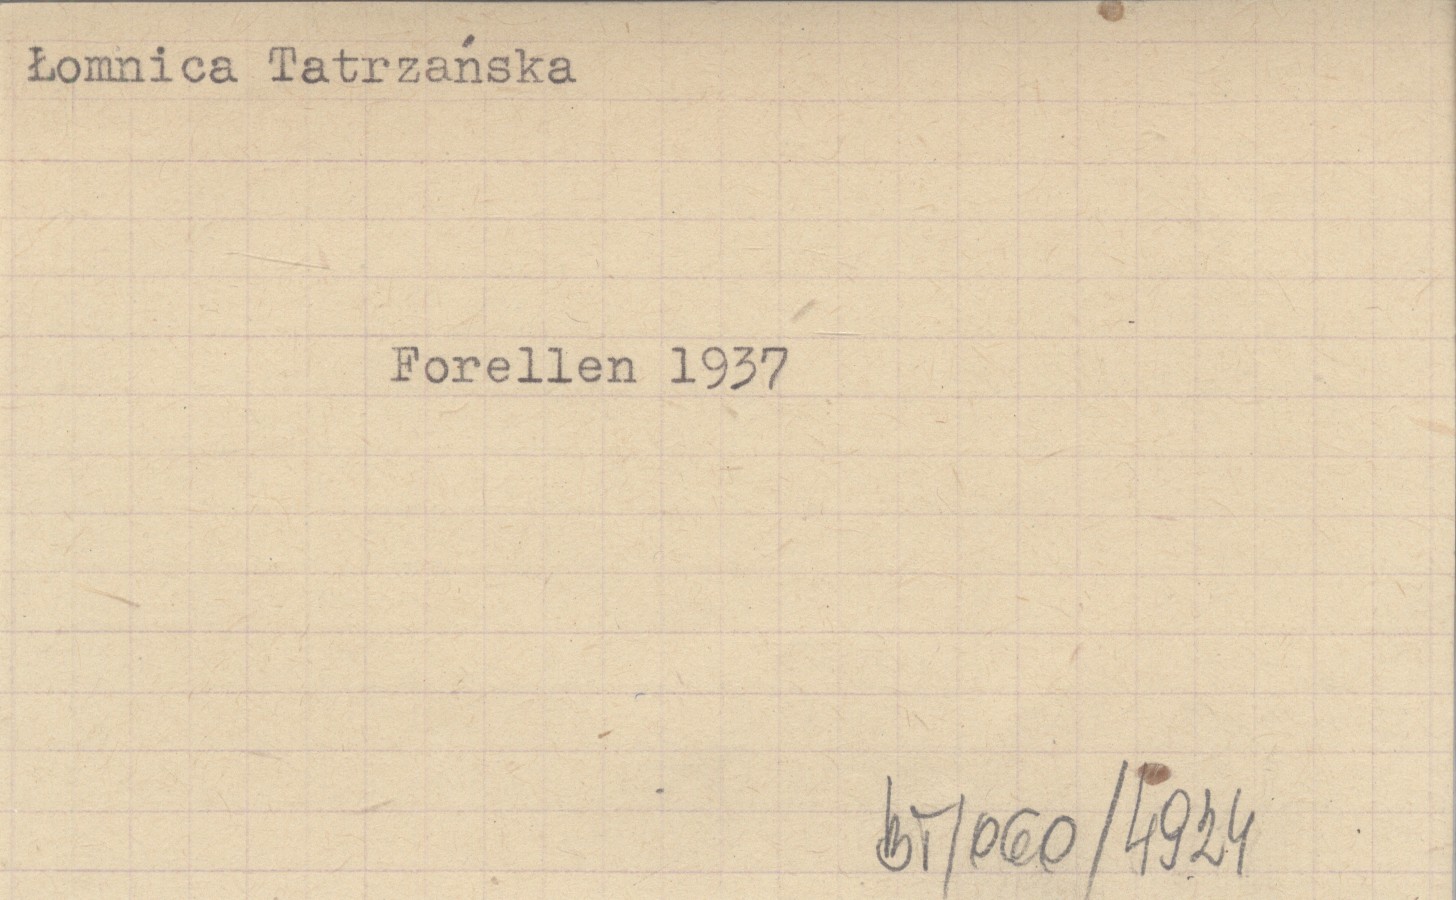 Łomnica Tatrzańska
Forellen 1937
BT/060/4924